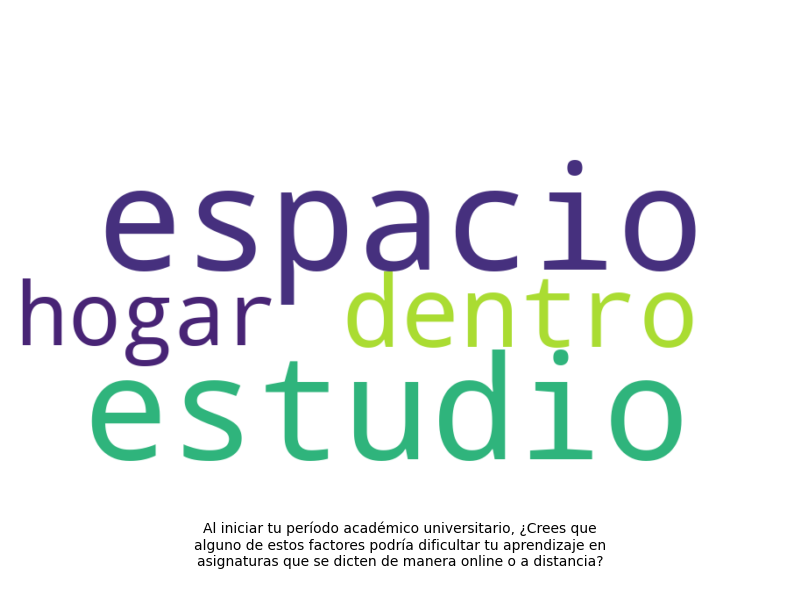 espacio
hogar dentro
estudio
Al iniciar tu período académico universitario, ¿Crees que
alguno de estos factores podría dificultar tu aprendizaje en
asignaturas que se dicten de manera online o a distancia?